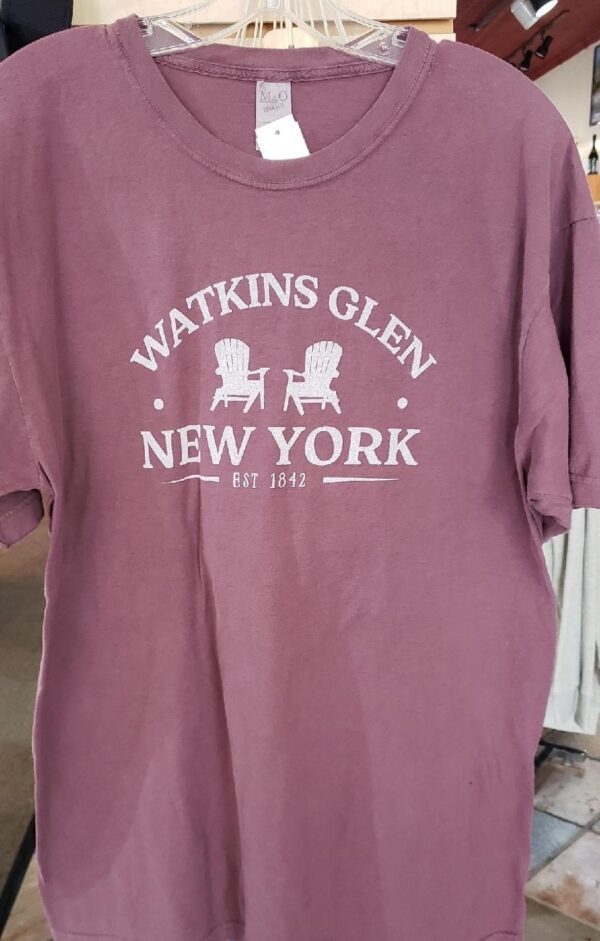 M&O
WATKINS GLEN
NEW YORK
EST. 1842